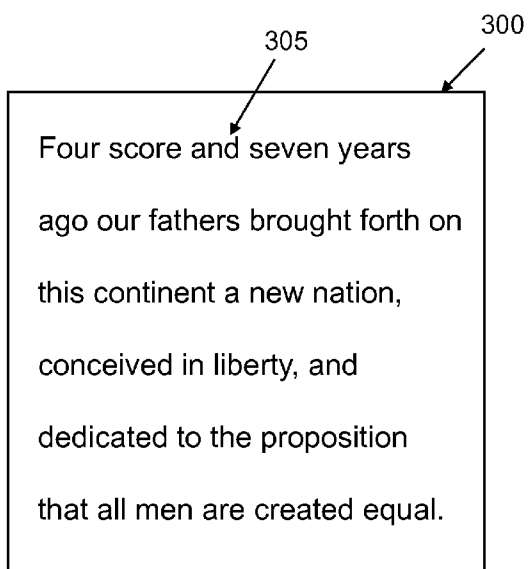 300
305
Four score and seven years
ago our fathers brought forth on
this continent a new nation,
conceived in liberty, and
dedicated to the proposition
that all men are created equal.